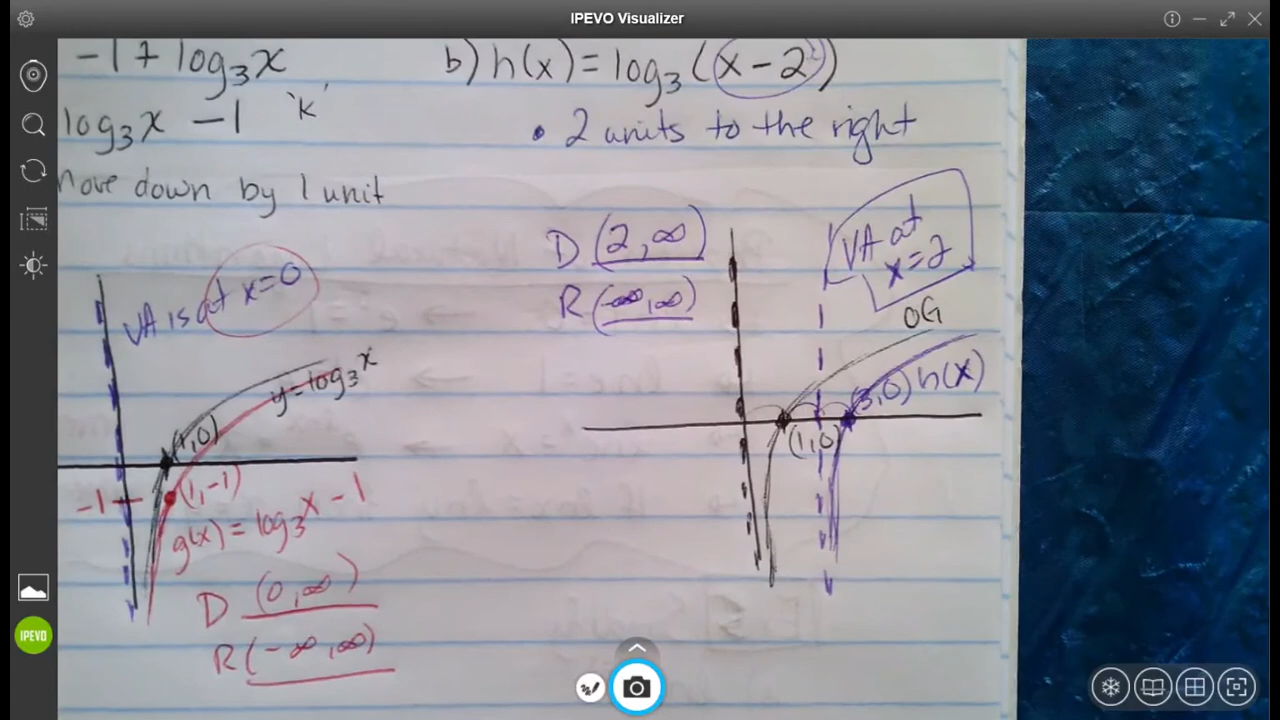 IPEVO Visualizer
-1 + log₃x
log₃x - 1 'k'
move down by 1 unit
VA is at x=0
y = log₃x
(1,0)
-1
(1,-1)
g(x) = log₃x - 1
D (0,∞)
R (-∞,∞)
b) h(x) = log₃(x-2)
• 2 units to the right
D (2,∞)
R (-∞,∞)
VA at
x=2
OG
(3,0) h(x)
(1,0)
IPEVO